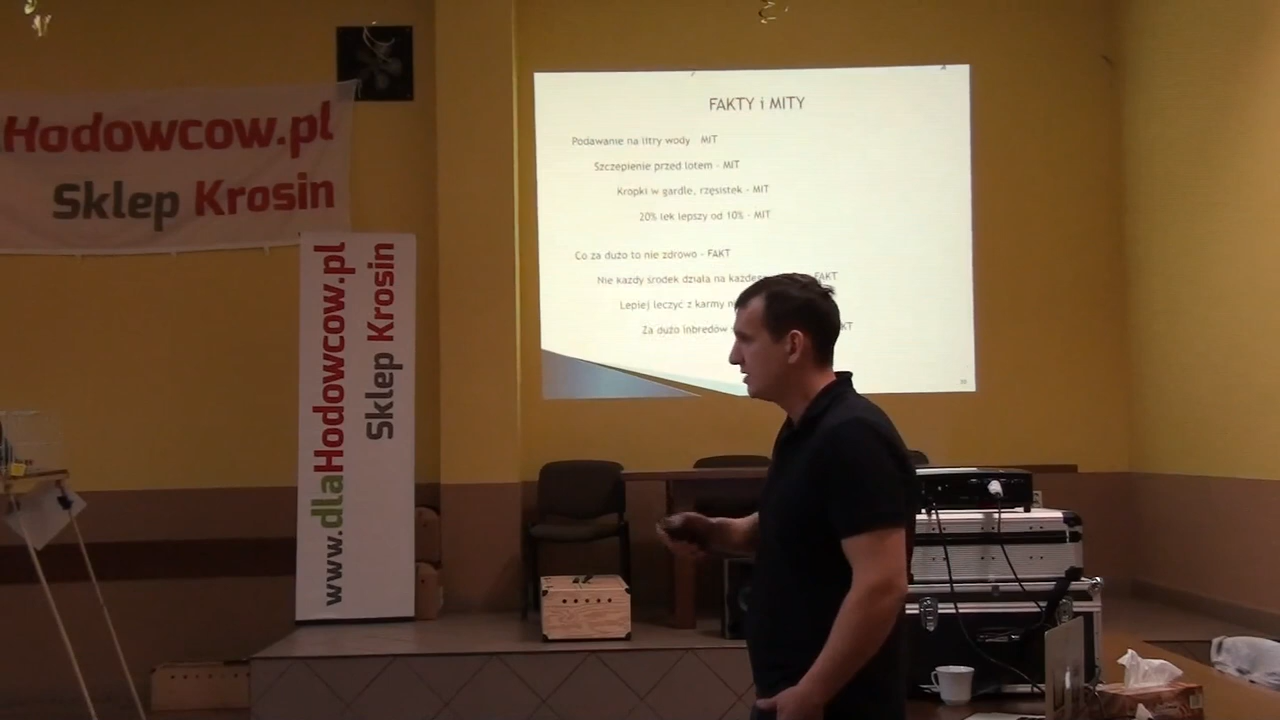 Hodowcow.pl
Sklep Krosin
www.dlaHodowcow.pl
Sklep Krosin
FAKTY i MITY
Podawanie na litry wody MIT
Szczepienie przed lotem - MIT
Kropki w gardle, rzęsistek - MIT
20% lek lepszy od 10% - MIT
Co za dużo to nie zdrowo - FAKT
Nie każdy środek działa na FAKT
Lepiej leczyć z karmy
Za dużo inbredów